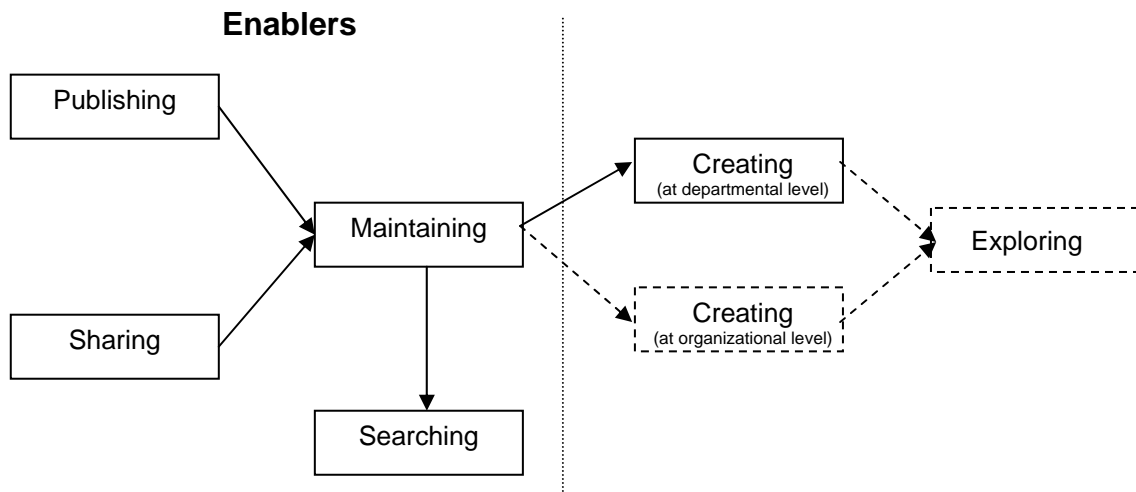 Enablers
Publishing
Sharing
Maintaining
Searching
Creating
(at departmental level)
Creating
(at organizational level)
Exploring